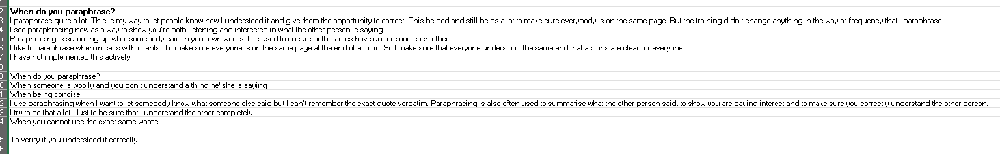 2 When do you paraphrase?
3 I paraphrase quite a lot. This is my way to let people know how I understood it and give them the opportunity to correct. This helped and still helps a lot to make sure everybody is on the same page. But the training didn't change anything in the way or frequency that I paraphrase
4 I see paraphrasing now as a way to show you're both listening and interested in what the other person is saying
5 Paraphrasing is summing up what somebody said in your own words. It is used to ensure both parties have understood each other
6 I like to paraphrase when in calls with clients. To make sure everyone is on the same page at the end of a topic. So I make sure that everyone understood the same and that actions are clear for everyone.
7 I have not implemented this actively.
8
9 When do you paraphrase?
0 When someone is woolly and you don't understand a thing he/ she is saying
1 When being concise
2 I use paraphrasing when I want to let somebody know what someone else said but I can't remember the exact quote verbatim. Paraphrasing is also often used to summarise what the other person said, to show you are paying interest and to make sure you correctly understand the other person.
3 I try to do that a lot. Just to be sure that I understand the other completely
4 When you cannot use the exact same words
5 To verify if you understood it correctly
6